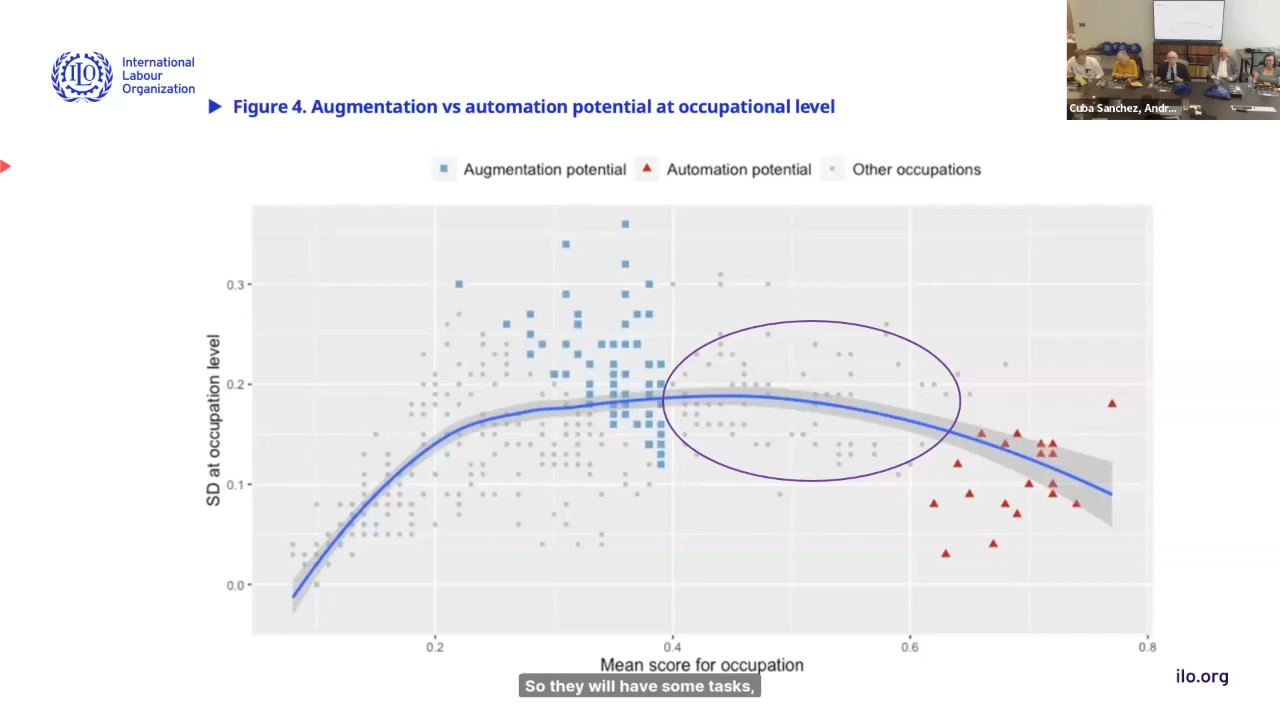 International
Labour
Organization
Figure 4. Augmentation vs automation potential at occupational level
Cuba Sanchez, Andr...
Augmentation potential
Automation potential
Other occupations
SD at occupation level
0.3
0.2
0.1
0.0
0.2
0.4
0.6
0.8
Mean score for occupation
So they will have some tasks,
ilo.org